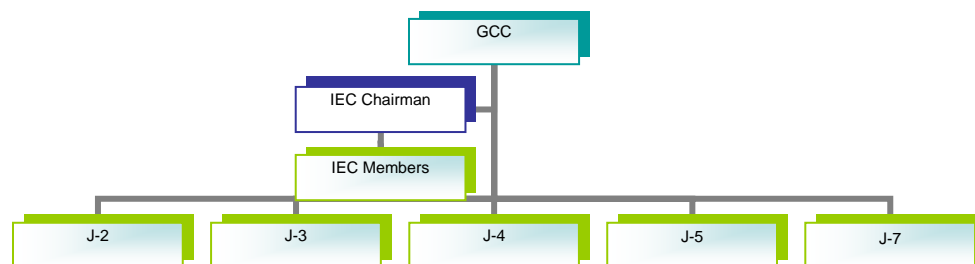 GCC
IEC Chairman
IEC Members
J-2
J-3
J-4
J-5
J-7